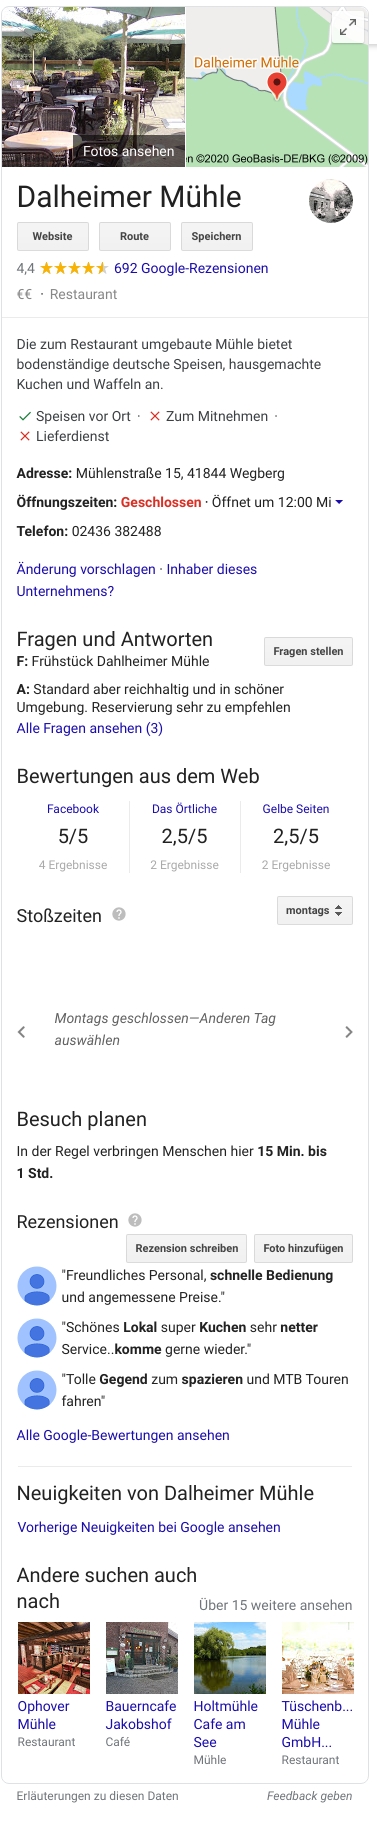 Dalheimer Mühle
Fotos ansehen
©2020 GeoBasis-DE/BKG (©2009)
Dalheimer Mühle
Website Route Speichern
4,4 692 Google-Rezensionen
€€ · Restaurant
Die zum Restaurant umgebaute Mühle bietet
bodenständige deutsche Speisen, hausgemachte
Kuchen und Waffeln an.
Speisen vor Ort · Zum Mitnehmen ·
Lieferdienst
Adresse: Mühlenstraße 15, 41844 Wegberg
Öffnungszeiten: Geschlossen · Öffnet um 12:00 Mi
Telefon: 02436 382488
Änderung vorschlagen · Inhaber dieses
Unternehmens?
Fragen und Antworten
Fragen stellen
F: Frühstück Dahlheimer Mühle
A: Standard aber reichhaltig und in schöner
Umgebung. Reservierung sehr zu empfehlen
Alle Fragen ansehen (3)
Bewertungen aus dem Web
Facebook Das Örtliche Gelbe Seiten
5/5 2,5/5 2,5/5
4 Ergebnisse 2 Ergebnisse 2 Ergebnisse
Stoßzeiten ? montags
Montags geschlossen—Anderen Tag
auswählen
Besuch planen
In der Regel verbringen Menschen hier 15 Min. bis
1 Std.
Rezensionen ?
Rezension schreiben Foto hinzufügen
"Freundliches Personal, schnelle Bedienung
und angemessene Preise."
"Schönes Lokal super Kuchen sehr netter
Service..komme gerne wieder."
"Tolle Gegend zum spazieren und MTB Touren
fahren"
Alle Google-Bewertungen ansehen
Neuigkeiten von Dalheimer Mühle
Vorherige Neuigkeiten bei Google ansehen
Andere suchen auch
nach
Über 15 weitere ansehen
Ophover
Mühle
Restaurant
Bauerncafe
Jakobshof
Café
Holtmühle
Cafe am
See
Mühle
Tüschenb...
Mühle
GmbH...
Restaurant
Erläuterungen zu diesen Daten Feedback geben